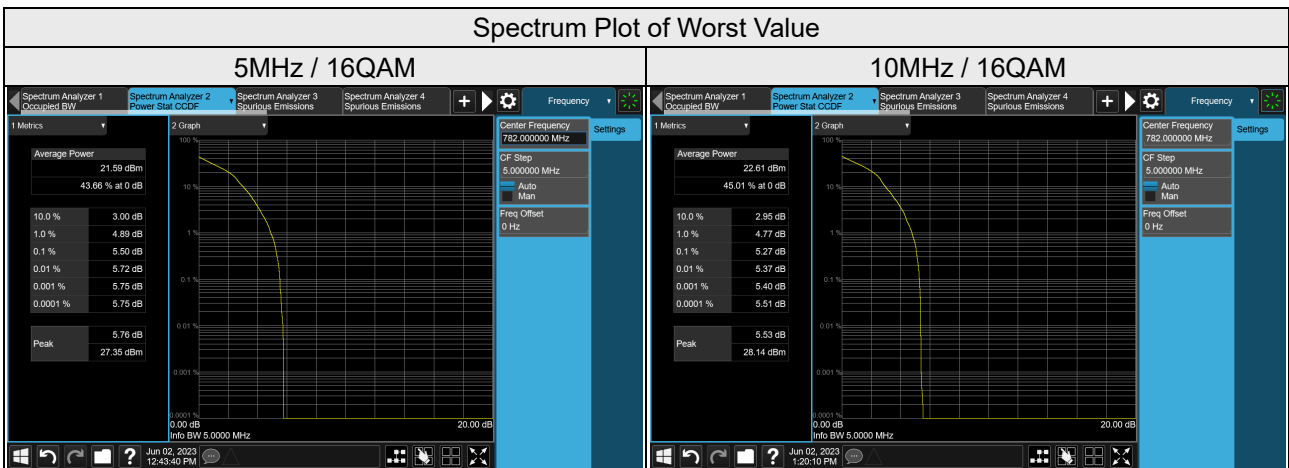 Spectrum Plot of Worst Value
5MHz / 16QAM
Spectrum Analyzer 1
Occupied BW
Spectrum Analyzer 2
Power Stat CCDF
Spectrum Analyzer 3
Spurious Emissions
Spectrum Analyzer 4
Spurious Emissions
Frequency
1 Metrics
Average Power
21.59 dBm
43.66 % at 0 dB
10.0 % 3.00 dB
1.0 % 4.89 dB
0.1 % 5.50 dB
0.01 % 5.72 dB
0.001 % 5.75 dB
0.0001 % 5.75 dB
Peak
5.76 dB
27.35 dBm
2 Graph
100 %
10 %
1 %
0.1 %
0.01 %
0.001 %
0.0001 %
0.00 dB 20.00 dB
Info BW 5.0000 MHz
Center Frequency
782.000000 MHz
Settings
CF Step
5.000000 MHz
Auto
Man
Freq Offset
0 Hz
?
Jun 02, 2023
12:43:40 PM
10MHz / 16QAM
Spectrum Analyzer 1
Occupied BW
Spectrum Analyzer 2
Power Stat CCDF
Spectrum Analyzer 3
Spurious Emissions
Spectrum Analyzer 4
Spurious Emissions
Frequency
1 Metrics
Average Power
22.61 dBm
45.01 % at 0 dB
10.0 % 2.95 dB
1.0 % 4.77 dB
0.1 % 5.27 dB
0.01 % 5.37 dB
0.001 % 5.40 dB
0.0001 % 5.51 dB
Peak
5.53 dB
28.14 dBm
2 Graph
100 %
10 %
1 %
0.1 %
0.01 %
0.001 %
0.0001 %
0.00 dB 20.00 dB
Info BW 5.0000 MHz
Center Frequency
782.000000 MHz
Settings
CF Step
5.000000 MHz
Auto
Man
Freq Offset
0 Hz
?
Jun 02, 2023
1:20:10 PM